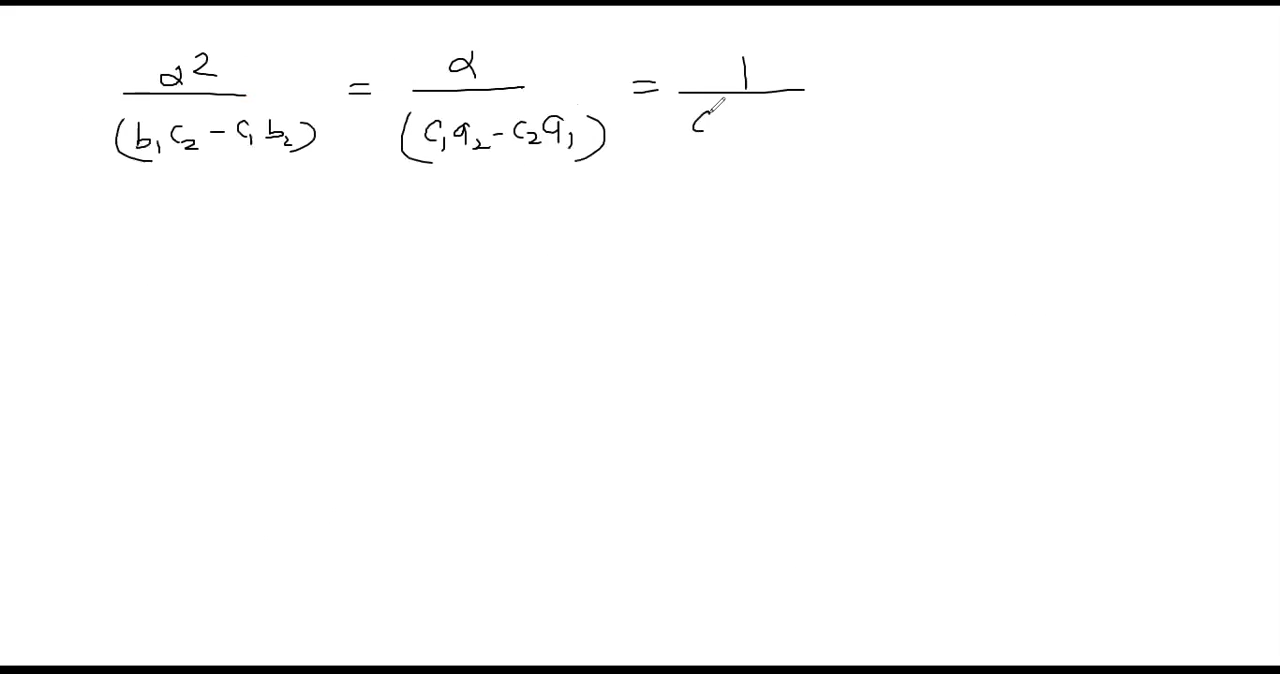 α² / (b₁c₂ - c₁b₂) = α / (c₁a₂ - c₂a₁) = 1 / (